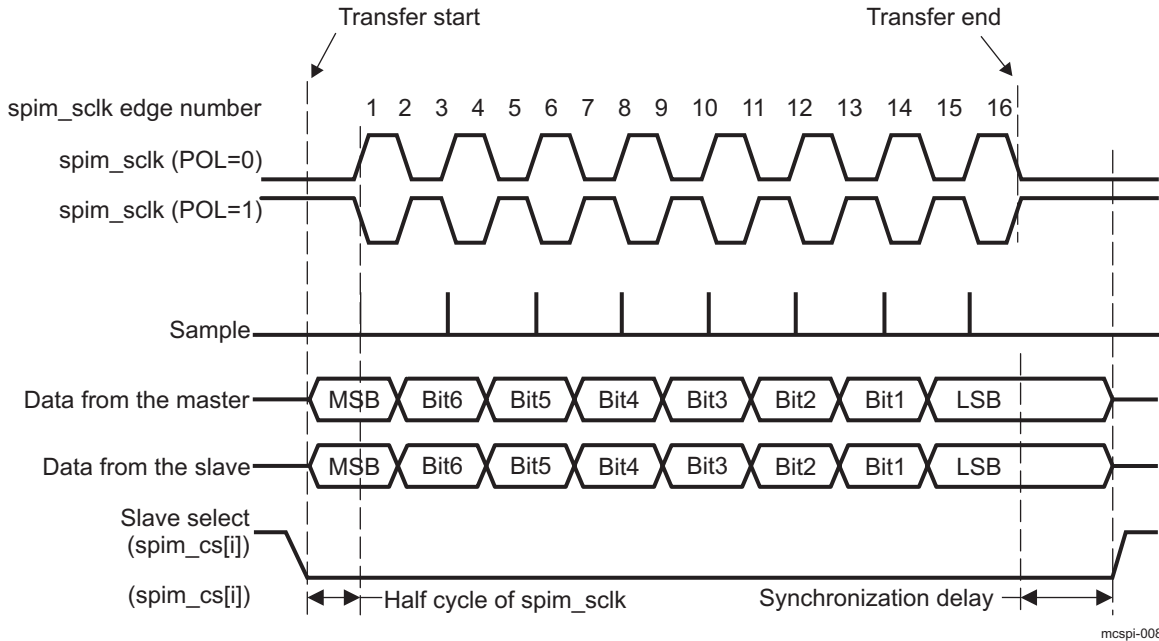 Transfer start
Transfer end
spim_sclk edge number
1 2 3 4 5 6 7 8 9 10 11 12 13 14 15 16
spim_sclk (POL=0)
spim_sclk (POL=1)
Sample
Data from the master
MSB Bit6 Bit5 Bit4 Bit3 Bit2 Bit1 LSB
Data from the slave
MSB Bit6 Bit5 Bit4 Bit3 Bit2 Bit1 LSB
Slave select
(spim_cs[i])
(spim_cs[i])
Half cycle of spim_sclk
Synchronization delay
mcspi-008